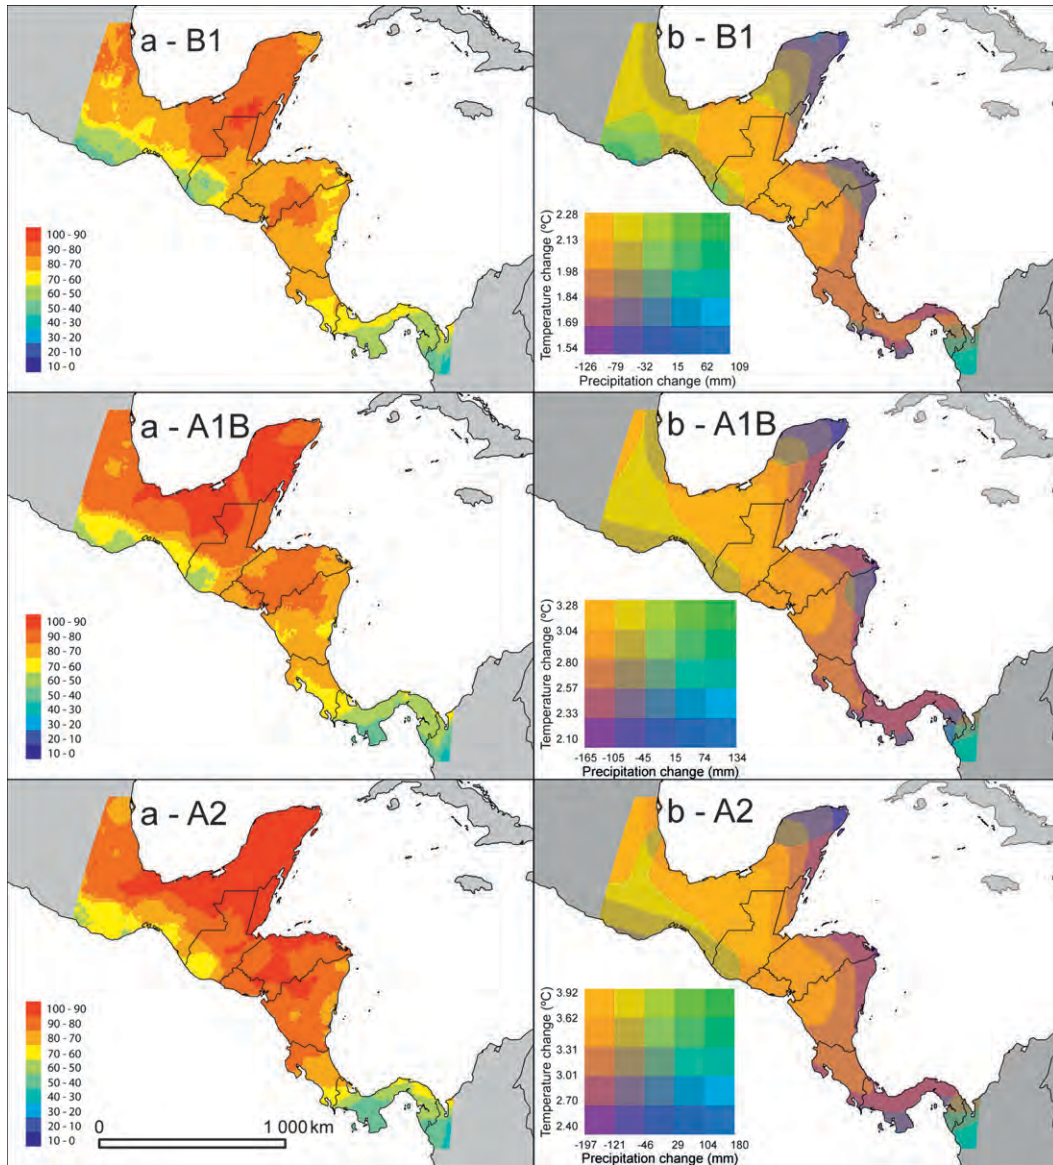 a - B1
100 - 90
90 - 80
80 - 70
70 - 60
60 - 50
50 - 40
40 - 30
30 - 20
20 - 10
10 - 0
b - B1
Temperature change (ºC)
2.28
2.13
1.98
1.84
1.69
1.54
-126 -79 -32 15 62 109
Precipitation change (mm)
a - A1B
100 - 90
90 - 80
80 - 70
70 - 60
60 - 50
50 - 40
40 - 30
30 - 20
20 - 10
10 - 0
b - A1B
Temperature change (ºC)
3.28
3.04
2.80
2.57
2.33
2.10
-165 -105 -45 15 74 134
Precipitation change (mm)
a - A2
100 - 90
90 - 80
80 - 70
70 - 60
60 - 50
50 - 40
40 - 30
30 - 20
20 - 10
10 - 0
0 1 000 km
b - A2
Temperature change (ºC)
3.92
3.62
3.31
3.01
2.70
2.40
-197 -121 -46 29 104 180
Precipitation change (mm)